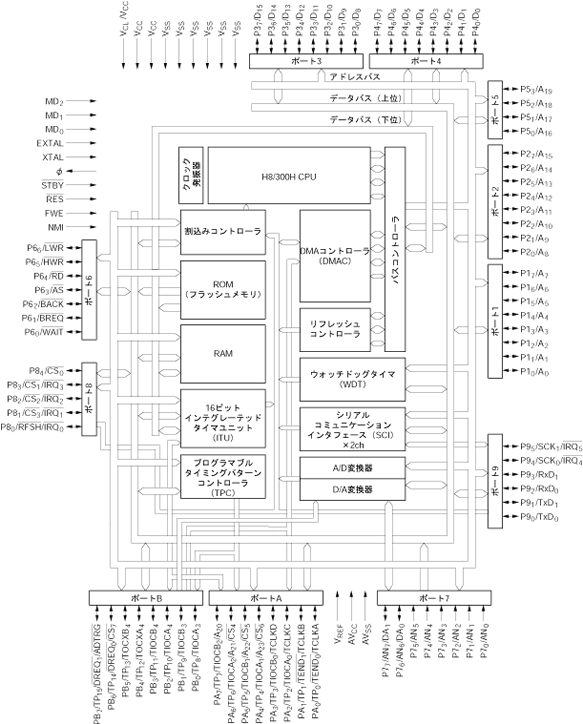 VCL/VCC
VCC
VCC
VSS
VSS
VSS
VSS
VSS
VSS
P37/D15
P36/D14
P35/D13
P34/D12
P33/D11
P32/D10
P31/D9
P30/D8
P47/D7
P46/D6
P45/D5
P44/D4
P43/D3
P42/D2
P41/D1
P40/D0
ポート3
ポート4
アドレスバス
データバス（上位）
データバス（下位）
MD2
MD1
MD0
EXTAL
XTAL
φ
STBY
RES
FWE
NMI
クロック
発振器
H8/300H CPU
バスコントローラ
割込みコントローラ
DMAコントローラ
(DMAC)
ROM
(フラッシュメモリ)
リフレッシュ
コントローラ
RAM
ウォッチドッグタイマ
(WDT)
16ビット
インテグレーテッド
タイマユニット
(ITU)
シリアル
コミュニケーション
インタフェース（SCI）
×2ch
プログラマブル
タイミングパターン
コントローラ
(TPC)
A/D変換器
D/A変換器
ポート5
P53/A19
P52/A18
P51/A17
P50/A16
ポート2
P27/A15
P26/A14
P25/A13
P24/A12
P23/A11
P22/A10
P21/A9
P20/A8
ポート1
P17/A7
P16/A6
P15/A5
P14/A4
P13/A3
P12/A2
P11/A1
P10/A0
ポート6
P66/LWR
P65/HWR
P64/RD
P63/AS
P62/BACK
P61/BREQ
P60/WAIT
ポート8
P84/CS0
P83/CS1/IRQ3
P82/CS2/IRQ2
P81/CS3/IRQ1
P80/RFSH/IRQ0
ポート9
P95/SCK1/IRQ5
P94/SCK0/IRQ4
P93/RxD1
P92/RxD0
P91/TxD1
P90/TxD0
ポートB
ポートA
ポート7
PB7/TP15/DREQ1/ADTRG
PB6/TP14/DREQ0/CS7
PB5/TP13/TOCXB4
PB4/TP12/TOCXA4
PB3/TP11/TIOCB4
PB2/TP10/TIOCA4
PB1/TP9/TIOCB3
PB0/TP8/TIOCA3
PA7/TP7/TIOCB2/A20
PA6/TP6/TIOCA2/A21/CS4
PA5/TP5/TIOCB1/A22/CS5
PA4/TP4/TIOCA1/A23/CS6
PA3/TP3/TIOCB0/TCLKD
PA2/TP2/TIOCA0/TCLKC
PA1/TP1/TEND1/TCLKB
PA0/TP0/TEND0/TCLKA
VREF
AVCC
AVSS
P77/AN7/DA1
P76/AN6/DA0
P75/AN5
P74/AN4
P73/AN3
P72/AN2
P71/AN1
P70/AN0